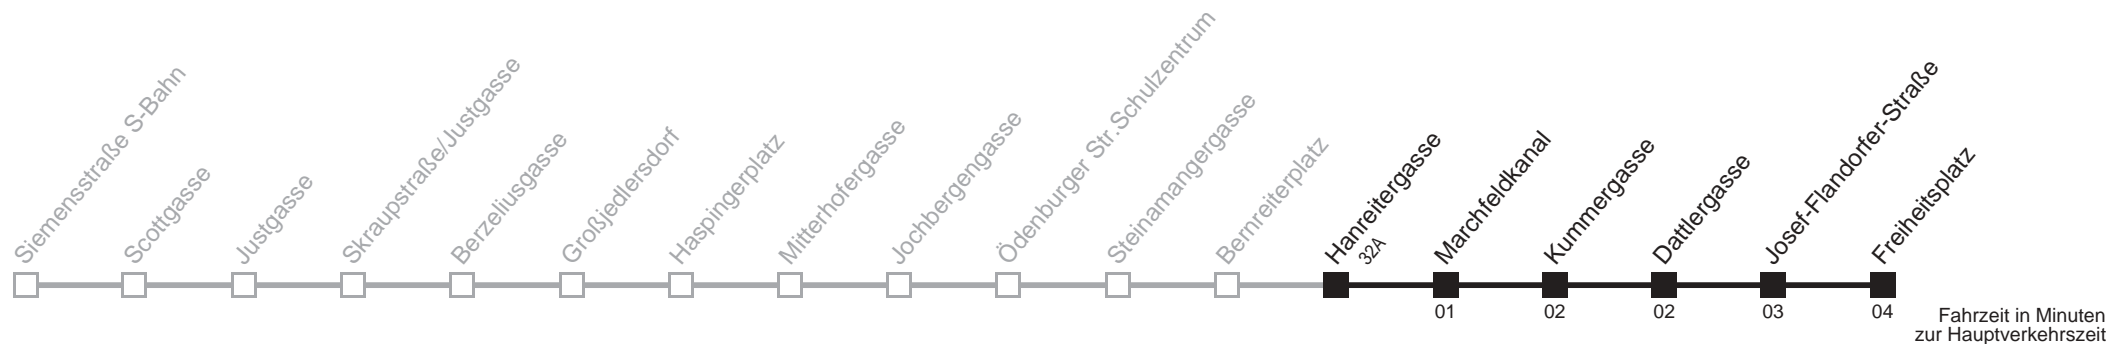 Siemensstraße S-Bahn
Scottgasse
Justgasse
Skraupstraße/Justgasse
Berzeliusgasse
Großjedlersdorf
Haspingerplatz
Mitterhofergasse
Jochbergengasse
Ödenburger Str.Schulzentrum
Steinamangergasse
Bernreiterplatz
Hanreitergasse
32A
Marchfeldkanal
Kummergasse
Dattlergasse
Josef-Flandorfer-Straße
Freiheitsplatz
01
02
02
03
04
Fahrzeit in Minuten
zur Hauptverkehrszeit